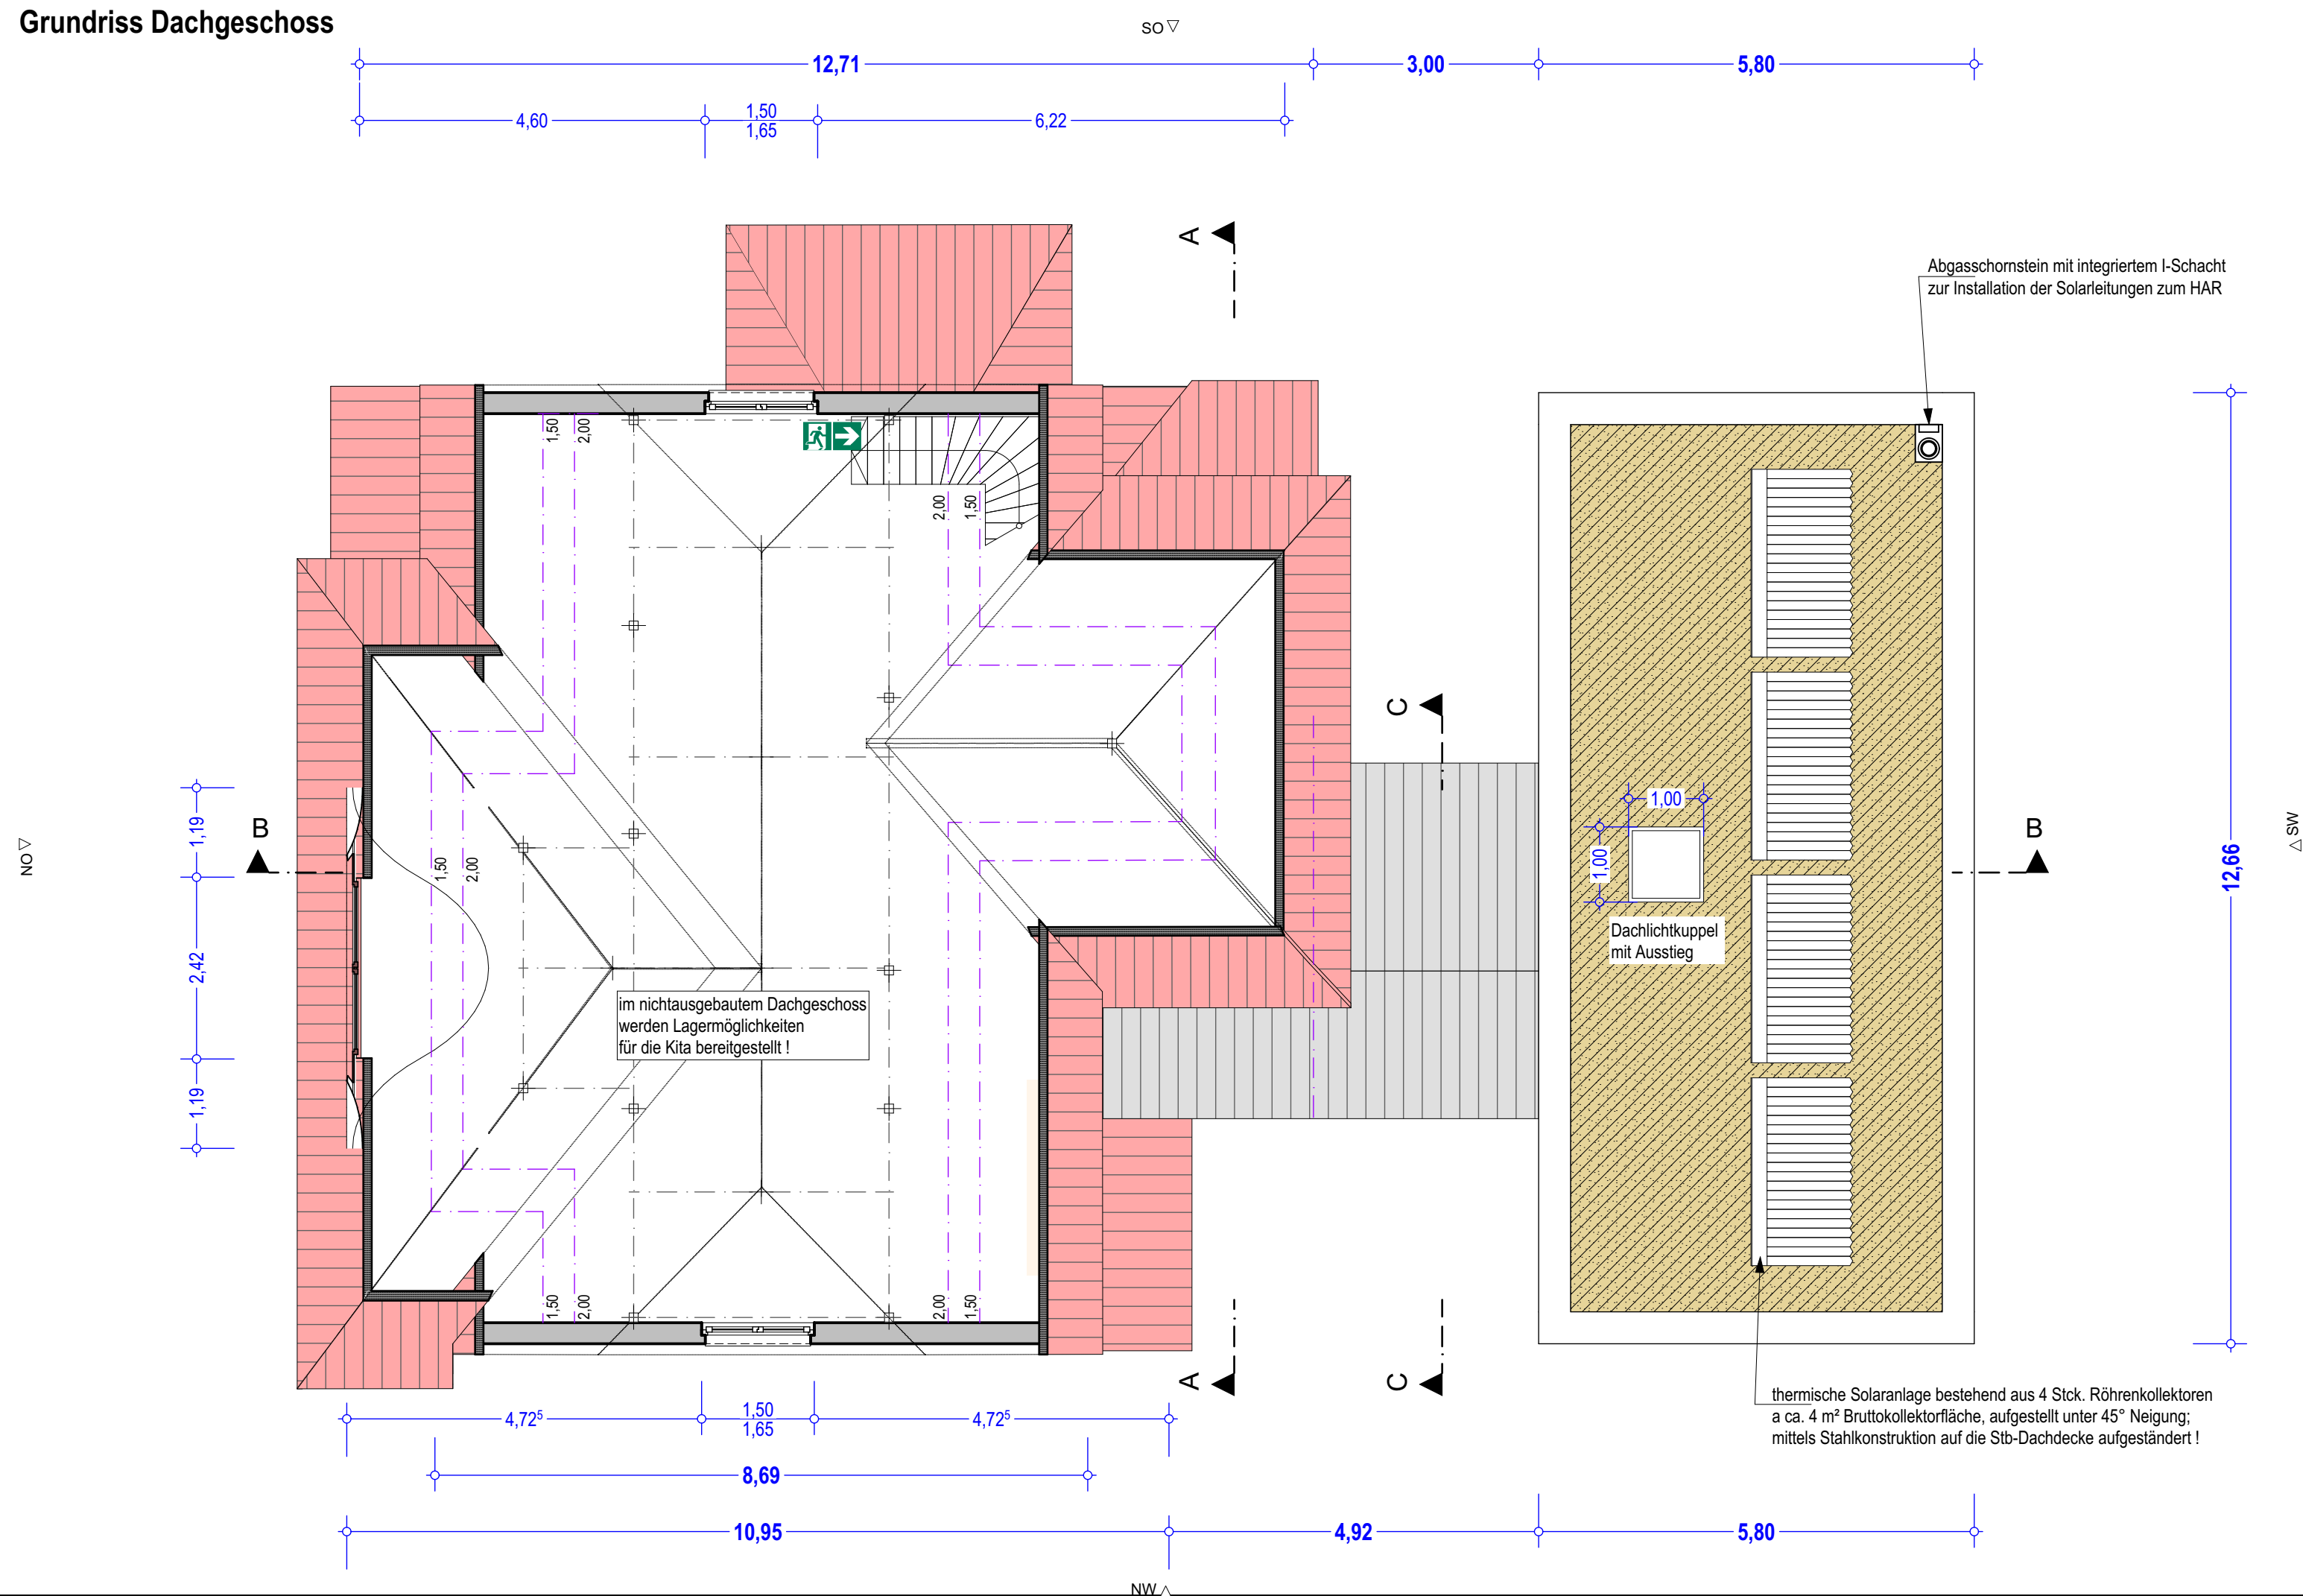 Grundriss Dachgeschoss
SO
12,71
3,00
5,80
4,60
1,50
1,65
6,22
A
Abgasschornstein mit integriertem I-Schacht
zur Installation der Solarleitungen zum HAR
1,50
2,00
2,00
1,50
C
1,19
B
NO
1,50
2,00
2,42
1,19
1,00
1,00
B
SW
12,66
Dachlichtkuppel
mit Ausstieg
im nichtausgebautem Dachgeschoss
werden Lagermöglichkeiten
für die Kita bereitgestellt !
1,50
2,00
2,00
1,50
A
C
thermische Solaranlage bestehend aus 4 Stck. Röhrenkollektoren
a ca. 4 m² Bruttokollektorfläche, aufgestellt unter 45° Neigung;
mittels Stahlkonstruktion auf die Stb-Dachdecke aufgeständert !
4,72⁵
1,50
1,65
4,72⁵
8,69
10,95
4,92
5,80
NW